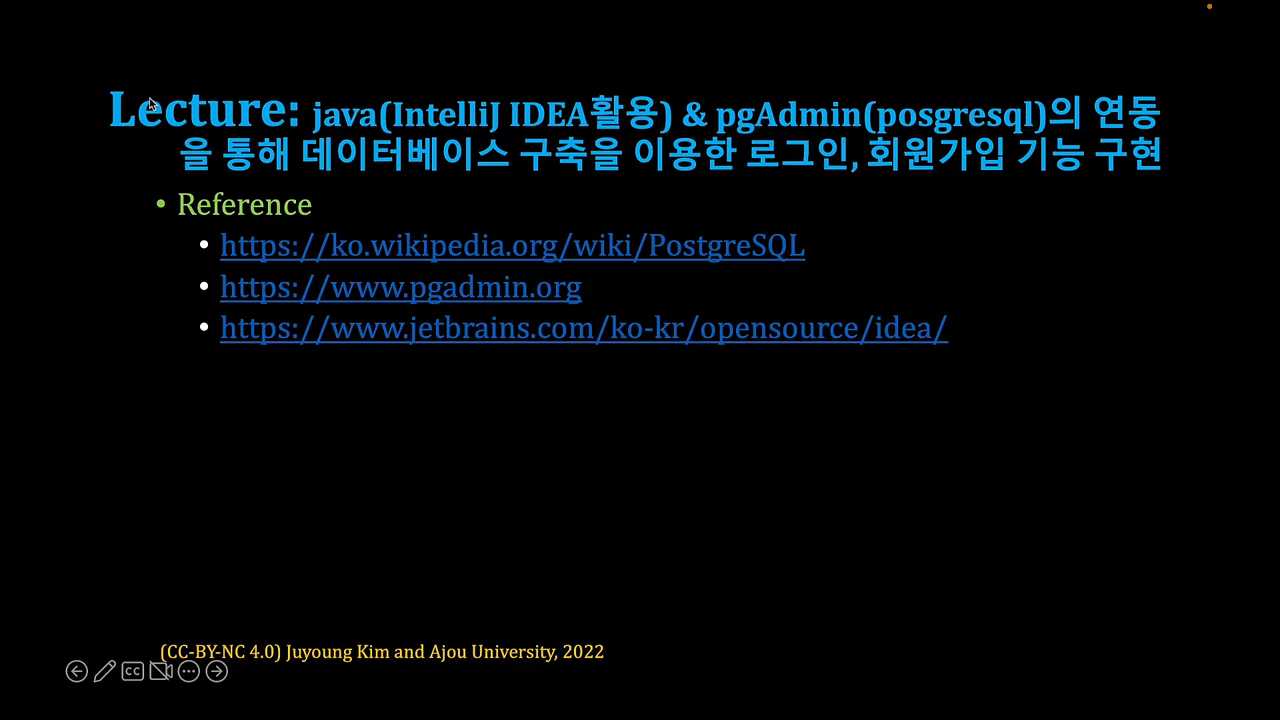 Lecture: java(IntelliJ IDEA활용) & pgAdmin(posgresql)의 연동
을 통해 데이터베이스 구축을 이용한 로그인, 회원가입 기능 구현
• Reference
• https://ko.wikipedia.org/wiki/PostgreSQL
• https://www.pgadmin.org
• https://www.jetbrains.com/ko-kr/opensource/idea/
(CC-BY-NC 4.0) Juyoung Kim and Ajou University, 2022
CC